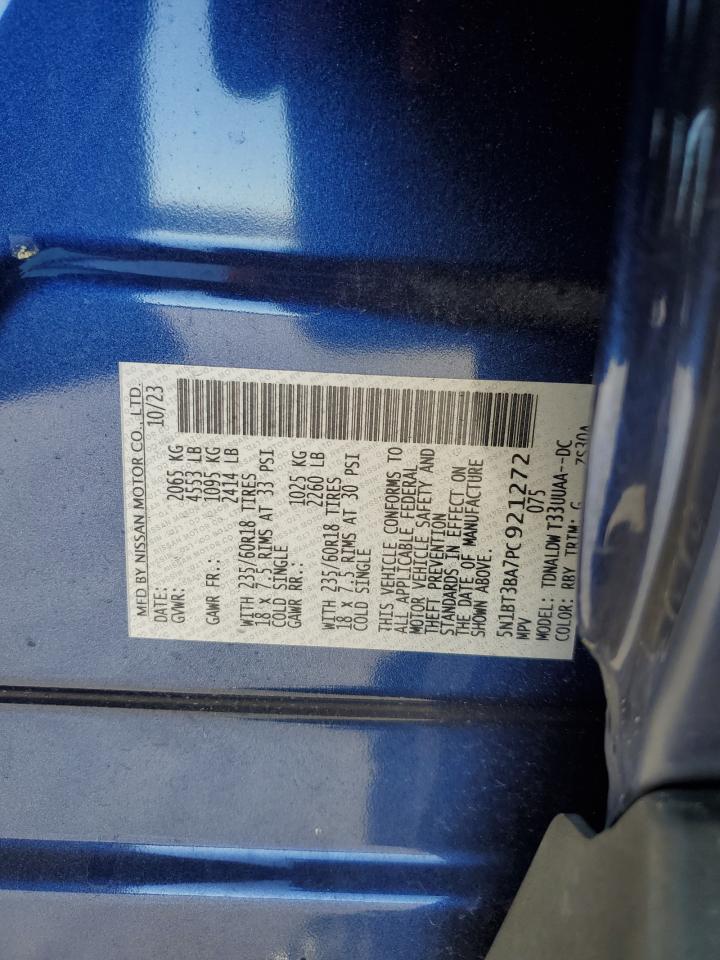 MFD BY NISSAN MOTOR CO., LTD.
DATE: 10/23
GVWR: 2065 KG
4553 LB
GAWR FR.: 1095 KG
2414 LB
WITH 235/60R18 TIRES
18 X 7.5 RIMS AT 33 PSI
COLD SINGLE
GAWR RR.: 1025 KG
2260 LB
WITH 235/60R18 TIRES
18 X 7.5 RIMS AT 30 PSI
COLD SINGLE
THIS VEHICLE CONFORMS TO
ALL APPLICABLE FEDERAL
MOTOR VEHICLE SAFETY AND
THEFT PREVENTION
STANDARDS IN EFFECT ON
THE DATE OF MANUFACTURE
SHOWN ABOVE.
5N1BT3BA7PC921272
MPV 075
MODEL: TDNALDW T33UUAA--DC
COLOR: RBY TRIM: G 7S30A